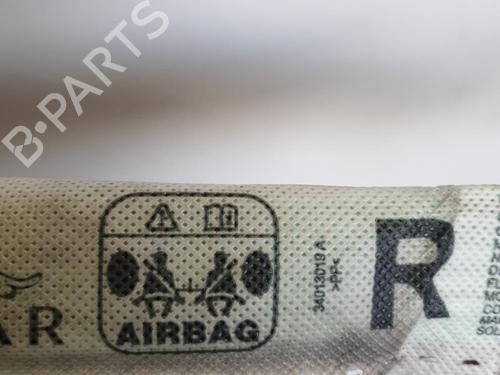 B·PARTS
AR
AIRBAG
34013019 A
>PP<
R